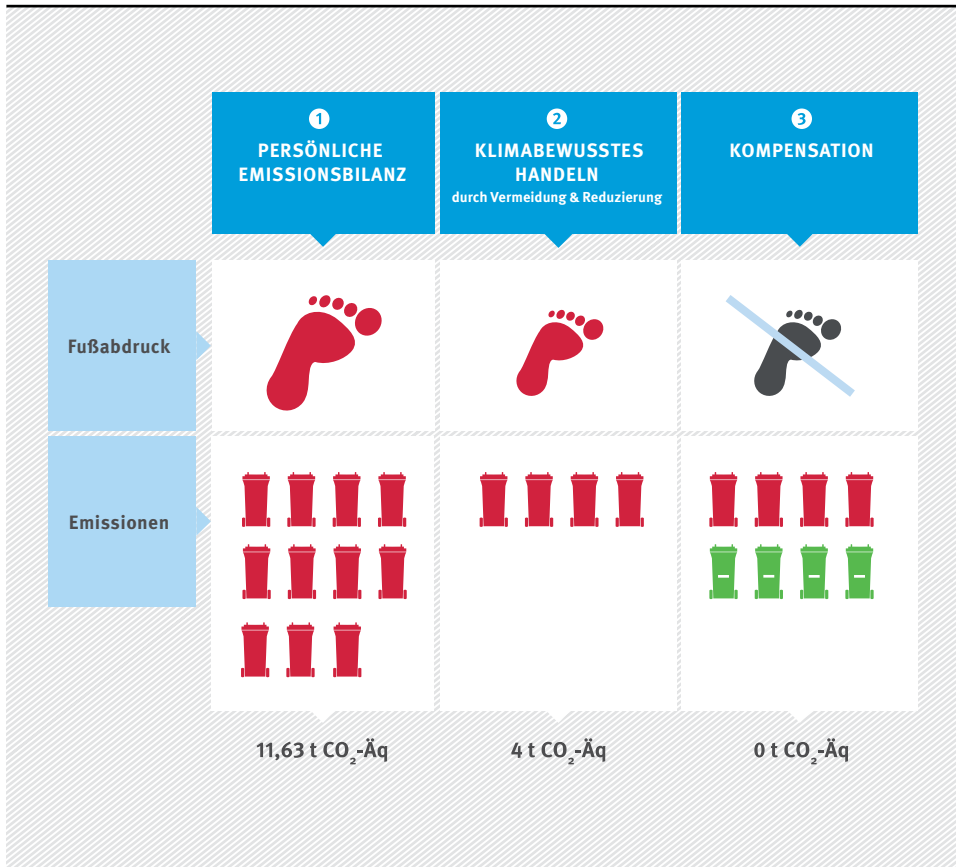 1
PERSÖNLICHE
EMISSIONSBILANZ
2
KLIMABEWUSSTES
HANDELN
durch Vermeidung & Reduzierung
3
KOMPENSATION
Fußabdruck
Emissionen
11,63 t CO₂-Äq
4 t CO₂-Äq
0 t CO₂-Äq